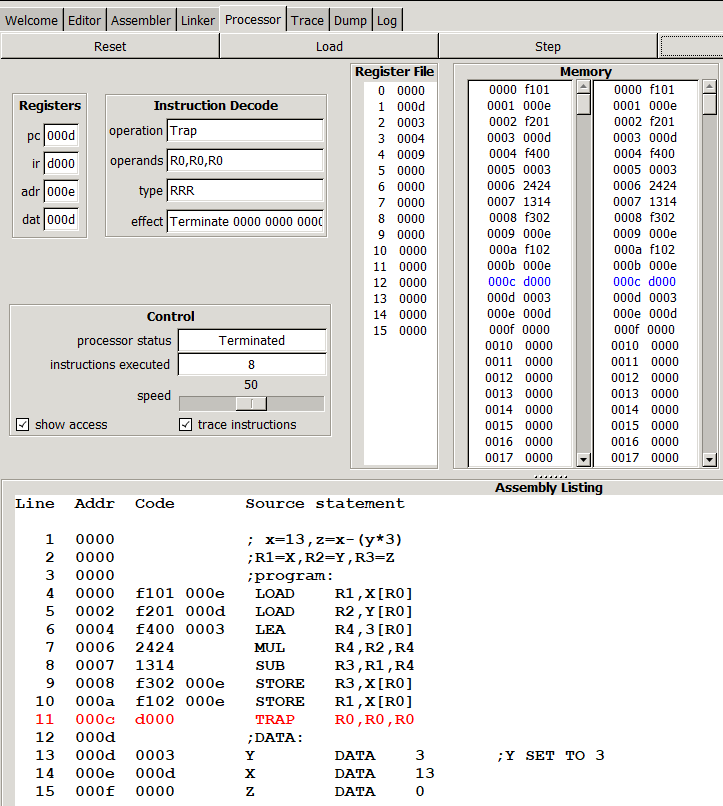 Welcome Editor Assembler Linker Processor Trace Dump Log
Reset Load Step
Registers
pc 000d
ir d000
adr 000e
dat 000d
Instruction Decode
operation Trap
operands R0,R0,R0
type RRR
effect Terminate 0000 0000 0000
Control
processor status Terminated
instructions executed 8
speed 50
show access trace instructions
Register File
0 0000
1 000d
2 0003
3 0004
4 0009
5 0000
6 0000
7 0000
8 0000
9 0000
10 0000
11 0000
12 0000
13 0000
14 0000
15 0000
Memory
0000 f101 0000 f101
0001 000e 0001 000e
0002 f201 0002 f201
0003 000d 0003 000d
0004 f400 0004 f400
0005 0003 0005 0003
0006 2424 0006 2424
0007 1314 0007 1314
0008 f302 0008 f302
0009 000e 0009 000e
000a f102 000a f102
000b 000e 000b 000e
000c d000 000c d000
000d 0003 000d 0003
000e 000d 000e 000d
000f 0000 000f 0000
0010 0000 0010 0000
0011 0000 0011 0000
0012 0000 0012 0000
0013 0000 0013 0000
0014 0000 0014 0000
0015 0000 0015 0000
0016 0000 0016 0000
0017 0000 0017 0000
Assembly Listing
Line Addr Code Source statement
1 0000 ; x=13,z=x-(y*3)
2 0000 ;R1=X,R2=Y,R3=Z
3 0000 ;program:
4 0000 f101 000e LOAD R1,X[R0]
5 0002 f201 000d LOAD R2,Y[R0]
6 0004 f400 0003 LEA R4,3[R0]
7 0006 2424 MUL R4,R2,R4
8 0007 1314 SUB R3,R1,R4
9 0008 f302 000e STORE R3,X[R0]
10 000a f102 000e STORE R1,X[R0]
11 000c d000 TRAP R0,R0,R0
12 000d ;DATA:
13 000d 0003 Y DATA 3 ;Y SET TO 3
14 000e 000d X DATA 13
15 000f 0000 Z DATA 0